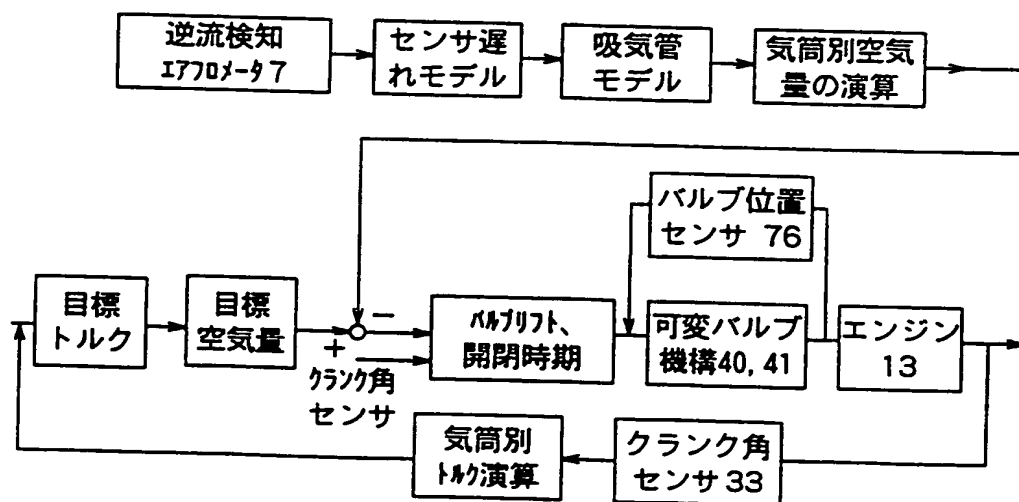 逆流検知
エアフロメータ7
センサ遅
れモデル
吸気管
モデル
気筒別空気
量の演算
バルブ位置
センサ 76
目標
トルク
目標
空気量
−
+
クランク角
センサ
バルブリフト、
開閉時期
可変バルブ
機構40, 41
エンジン
13
気筒別
トルク演算
クランク角
センサ33